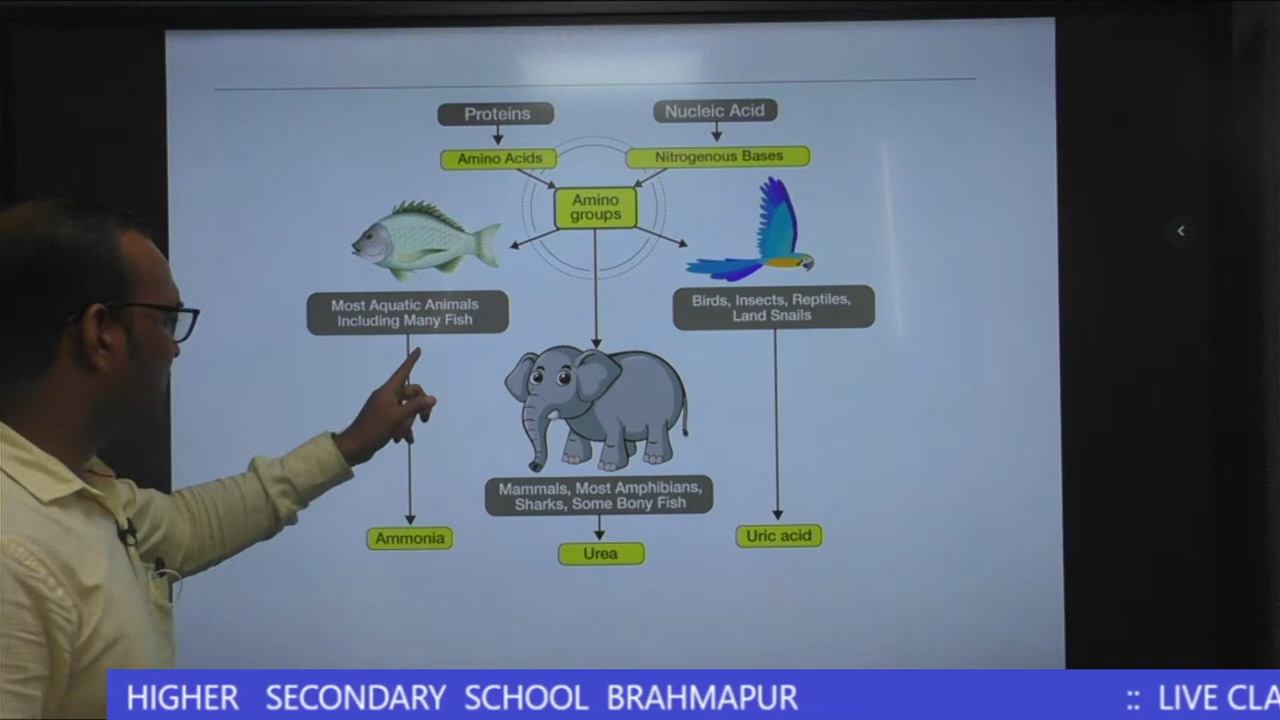 Proteins
Nucleic Acid
Amino Acids
Nitrogenous Bases
Amino
groups
Most Aquatic Animals
Including Many Fish
Birds, Insects, Reptiles,
Land Snails
Mammals, Most Amphibians,
Sharks, Some Bony Fish
Ammonia
Urea
Uric acid
HIGHER SECONDARY SCHOOL BRAHMAPUR :: LIVE CLA